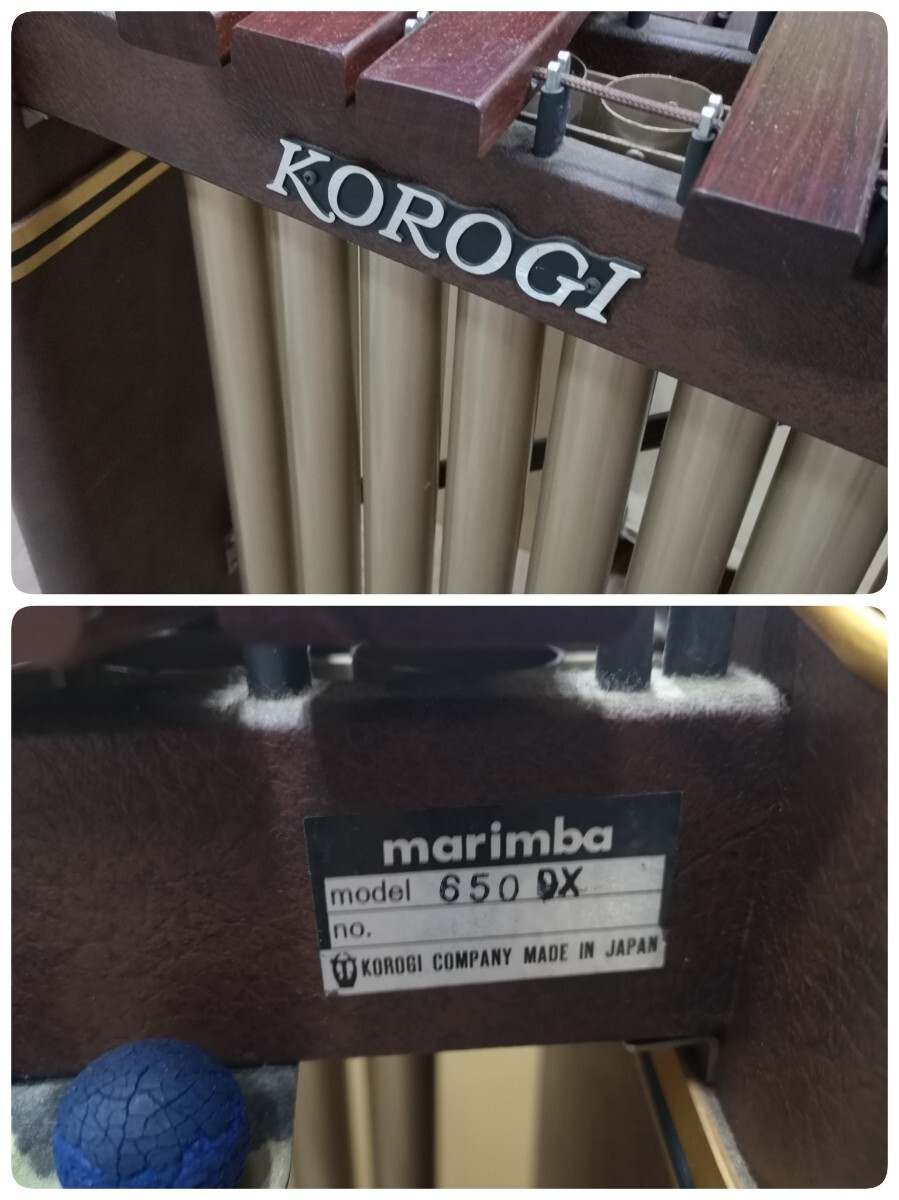 KOROGI
marimba
model 650 DX
no.
KOROGI COMPANY MADE IN JAPAN